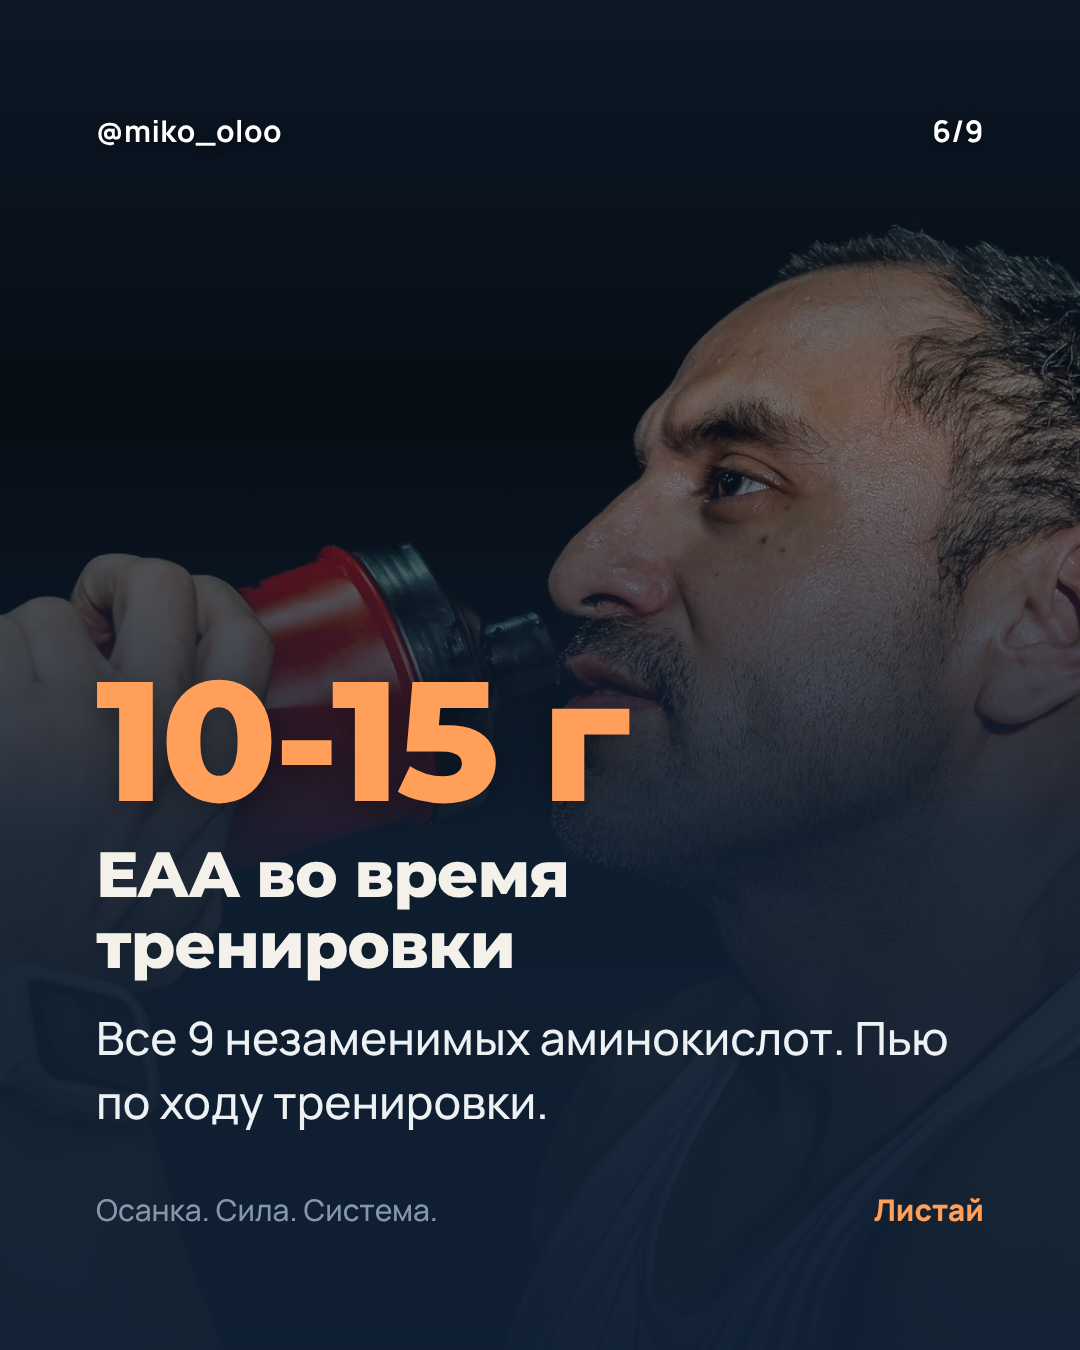 @miko_oloo
6/9
10-15 г
EAA во время
тренировки
Все 9 незаменимых аминокислот. Пью
по ходу тренировки.
Осанка. Сила. Система.
Листай